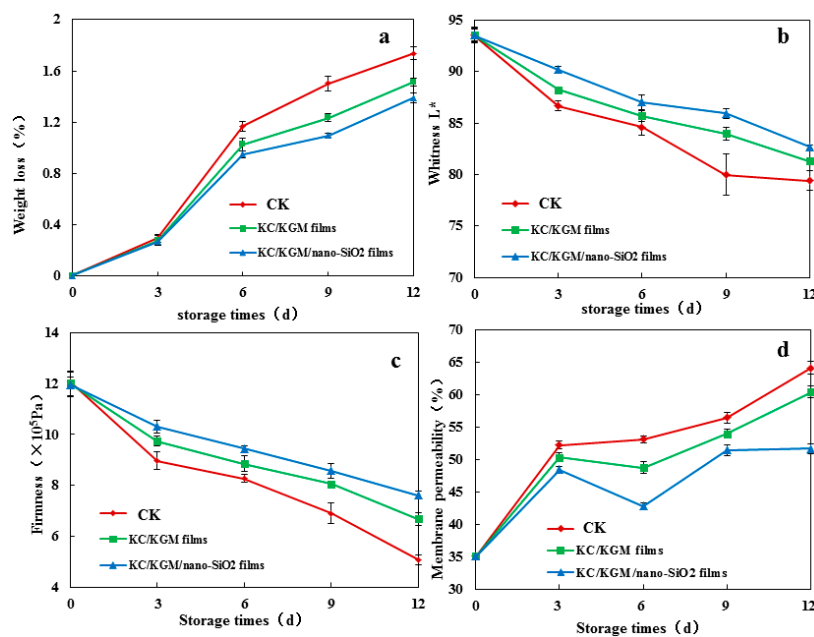 a
Weight loss (%)
2
1.6
1.2
0.8
0.4
0
CK
KC/KGM films
KC/KGM/nano-SiO2 films
0 3 6 9 12
storage times (d)
b
Whitness L*
95
90
85
80
75
70
CK
KC/KGM films
KC/KGM/nano-SiO2 films
0 3 6 9 12
storage times (d)
c
Firmness (×10⁵Pa)
14
12
10
8
6
4
CK
KC/KGM films
KC/KGM/nano-SiO2 films
0 3 6 9 12
Storage times (d)
d
Membrane permeability (%)
70
65
60
55
50
45
40
35
30
CK
KC/KGM films
KC/KGM/nano-SiO2 films
0 3 6 9 12
Storage times (d)